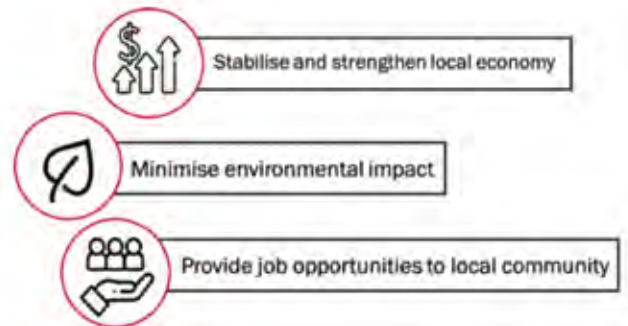 $
Stabilise and strengthen local economy
Minimise environmental impact
Provide job opportunities to local community